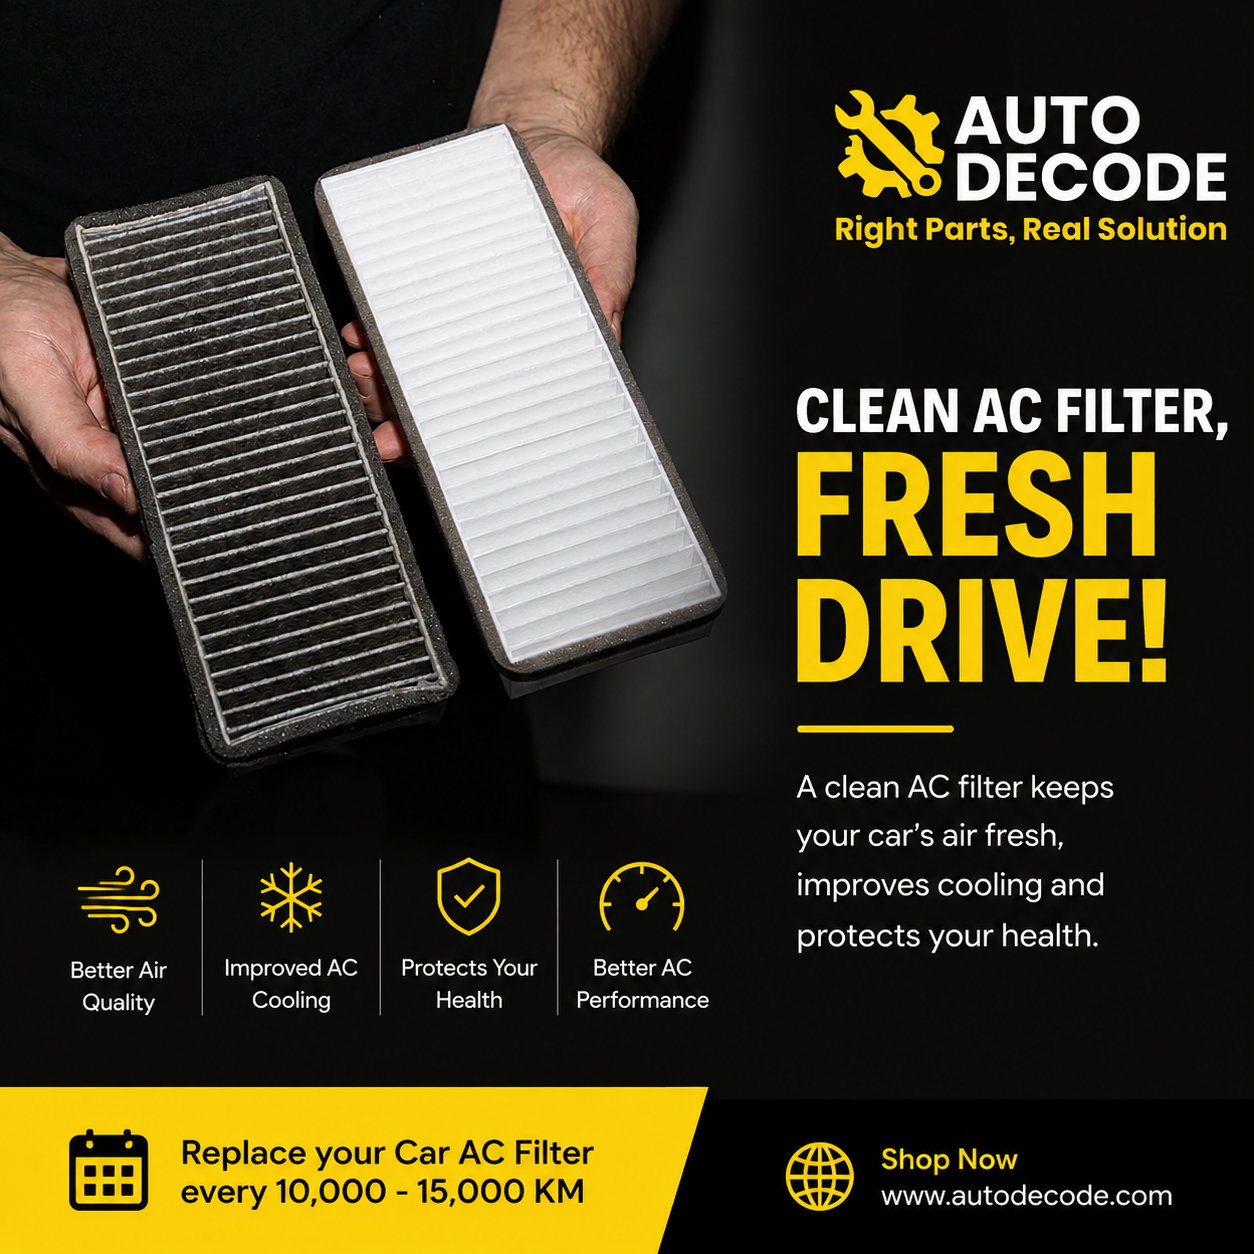 AUTO
DECODE
Right Parts, Real Solution
CLEAN AC FILTER,
FRESH
DRIVE!
A clean AC filter keeps
your car's air fresh,
improves cooling and
protects your health.
Better Air
Quality
Improved AC
Cooling
Protects Your
Health
Better AC
Performance
Replace your Car AC Filter
every 10,000 - 15,000 KM
Shop Now
www.autodecode.com